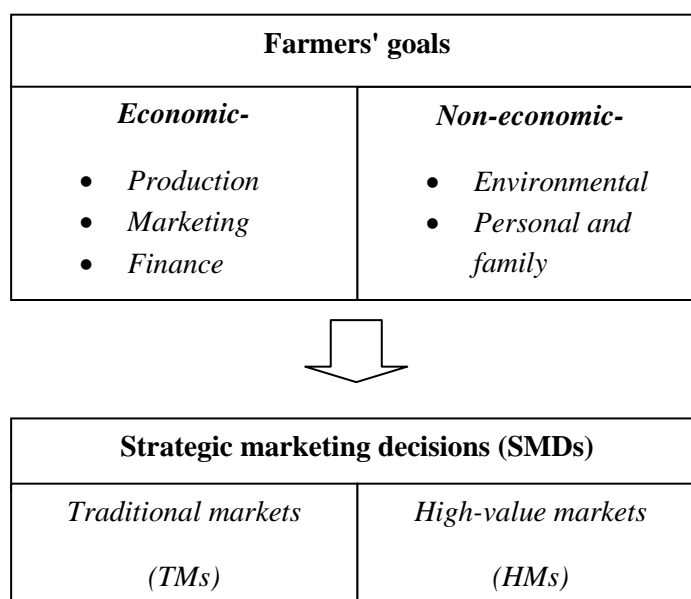 Farmers' goals
Economic-
• Production
• Marketing
• Finance
Non-economic-
• Environmental
• Personal and
family
Strategic marketing decisions (SMDs)
Traditional markets
(TMs)
High-value markets
(HMs)